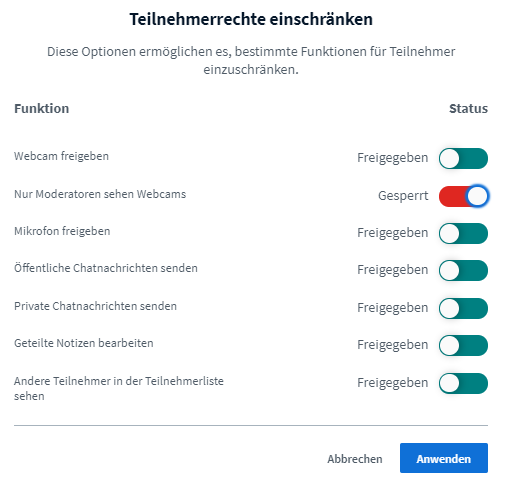 Teilnehmerrechte einschränken
Diese Optionen ermöglichen es, bestimmte Funktionen für Teilnehmer
einzuschränken.
Funktion Status
Webcam freigeben Freigegeben
Nur Moderatoren sehen Webcams Gesperrt
Mikrofon freigeben Freigegeben
Öffentliche Chatnachrichten senden Freigegeben
Private Chatnachrichten senden Freigegeben
Geteilte Notizen bearbeiten Freigegeben
Andere Teilnehmer in der Teilnehmerliste Freigegeben
sehen
Abbrechen Anwenden